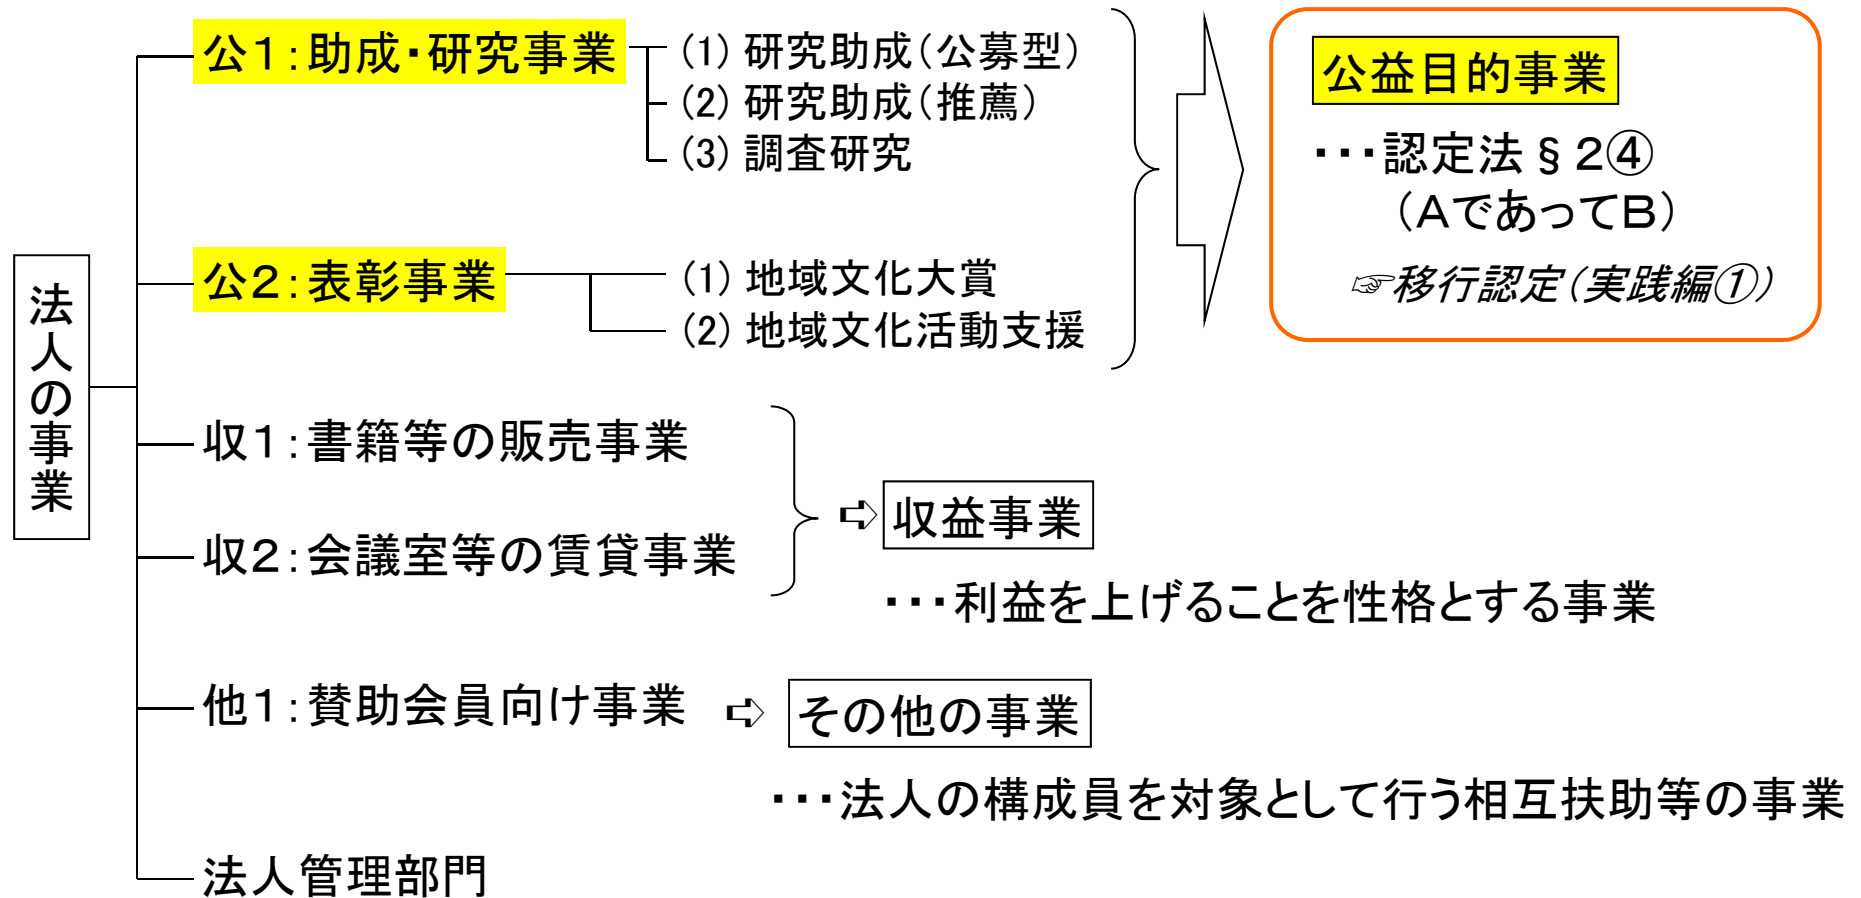 法人の事業
公1：助成・研究事業
(1) 研究助成（公募型）
(2) 研究助成（推薦）
(3) 調査研究
公2：表彰事業
(1) 地域文化大賞
(2) 地域文化活動支援
公益目的事業
・・・認定法§2④
（AであってB）
☞移行認定（実践編①）
収1：書籍等の販売事業
収2：会議室等の賃貸事業
➪収益事業
・・・利益を上げることを性格とする事業
他1：賛助会員向け事業 ➪ その他の事業
・・・法人の構成員を対象として行う相互扶助等の事業
法人管理部門